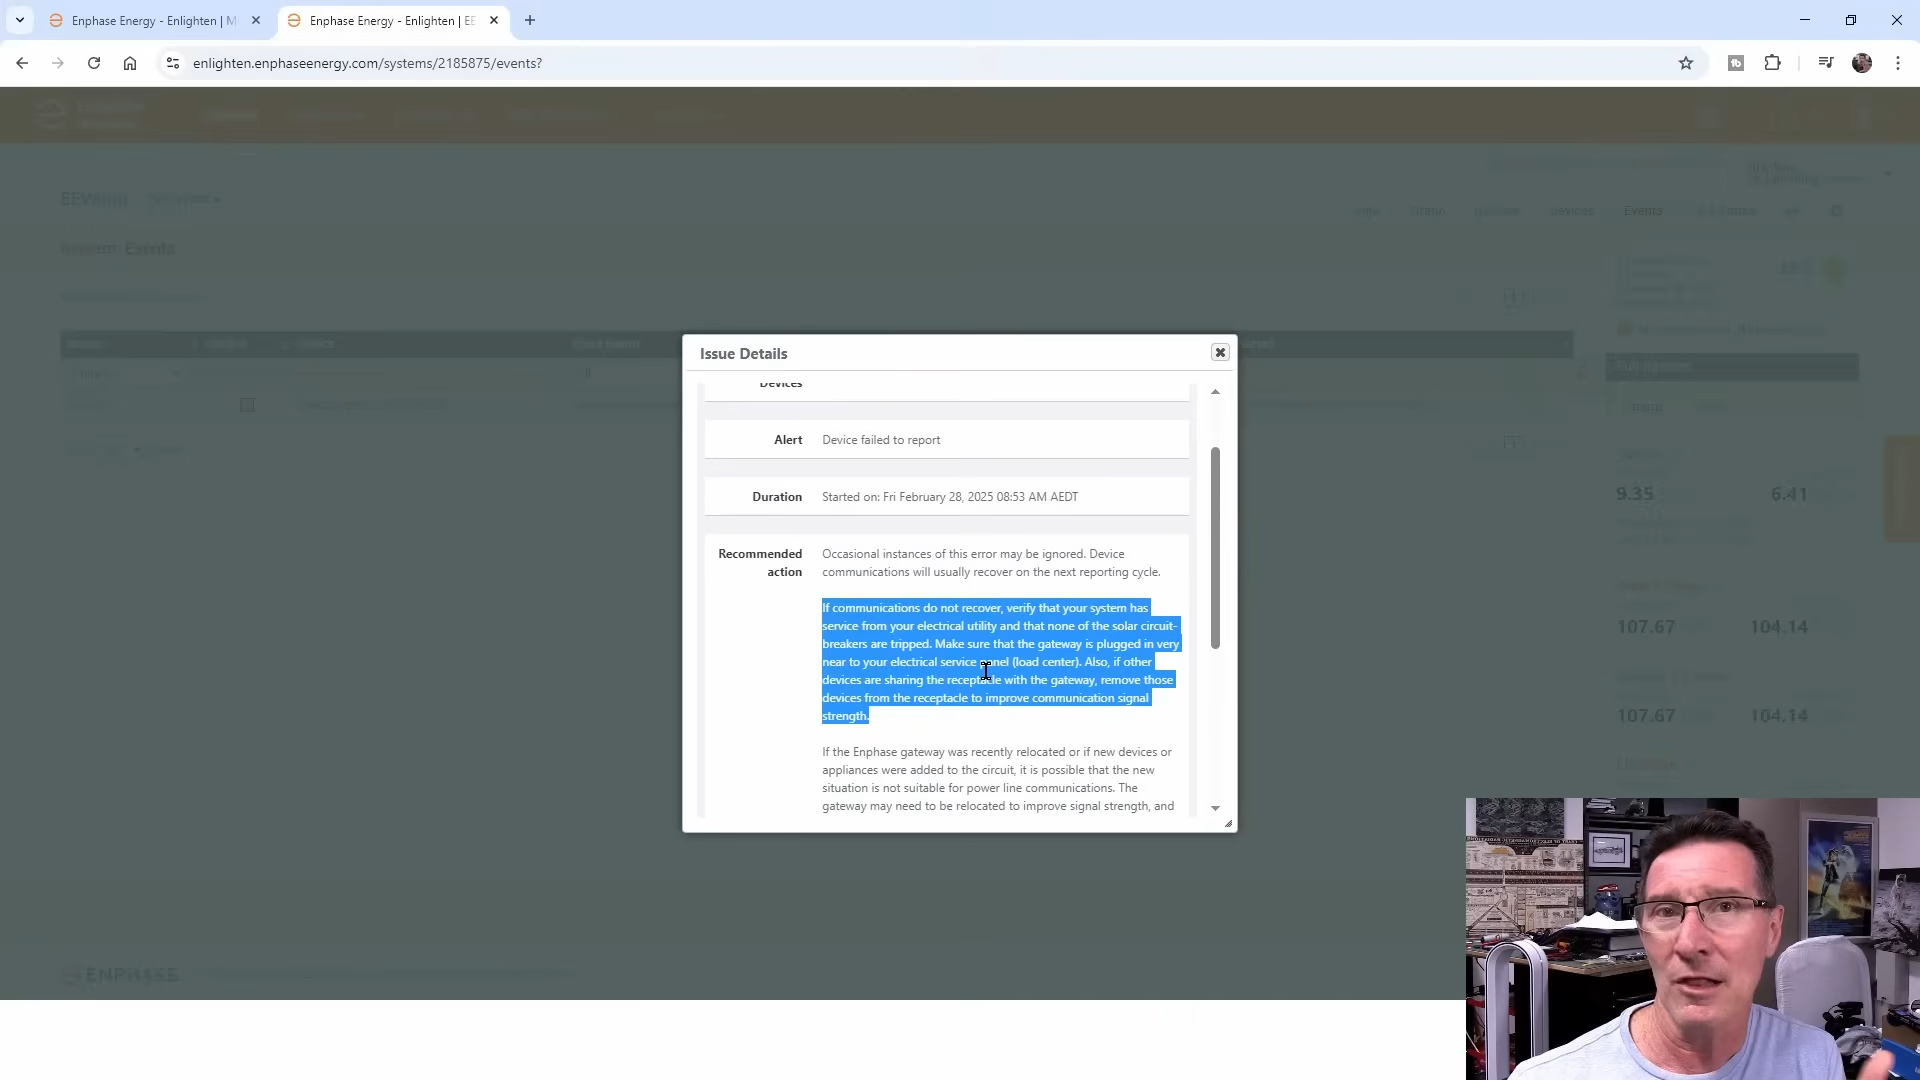 Enphase Energy - Enlighten | M
Enphase Energy - Enlighten | EE
enlighten.enphaseenergy.com/systems/2185875/events?
Events
Events
Issue Details
Devices
Alert
Device failed to report
Duration
Started on: Fri February 28, 2025 08:53 AM AEDT
Recommended
action
Occasional instances of this error may be ignored. Device
communications will usually recover on the next reporting cycle.
If communications do not recover, verify that your system has
service from your electrical utility and that none of the solar circuit-
breakers are tripped. Make sure that the gateway is plugged in very
near to your electrical service panel (load center). Also, if other
devices are sharing the receptacle with the gateway, remove those
devices from the receptacle to improve communication signal
strength.
If the Enphase gateway was recently relocated or if new devices or
appliances were added to the circuit, it is possible that the new
situation is not suitable for power line communications. The
gateway may need to be relocated to improve signal strength, and
9.35
6.41
107.67
104.14
107.67
104.14
ENPHASE